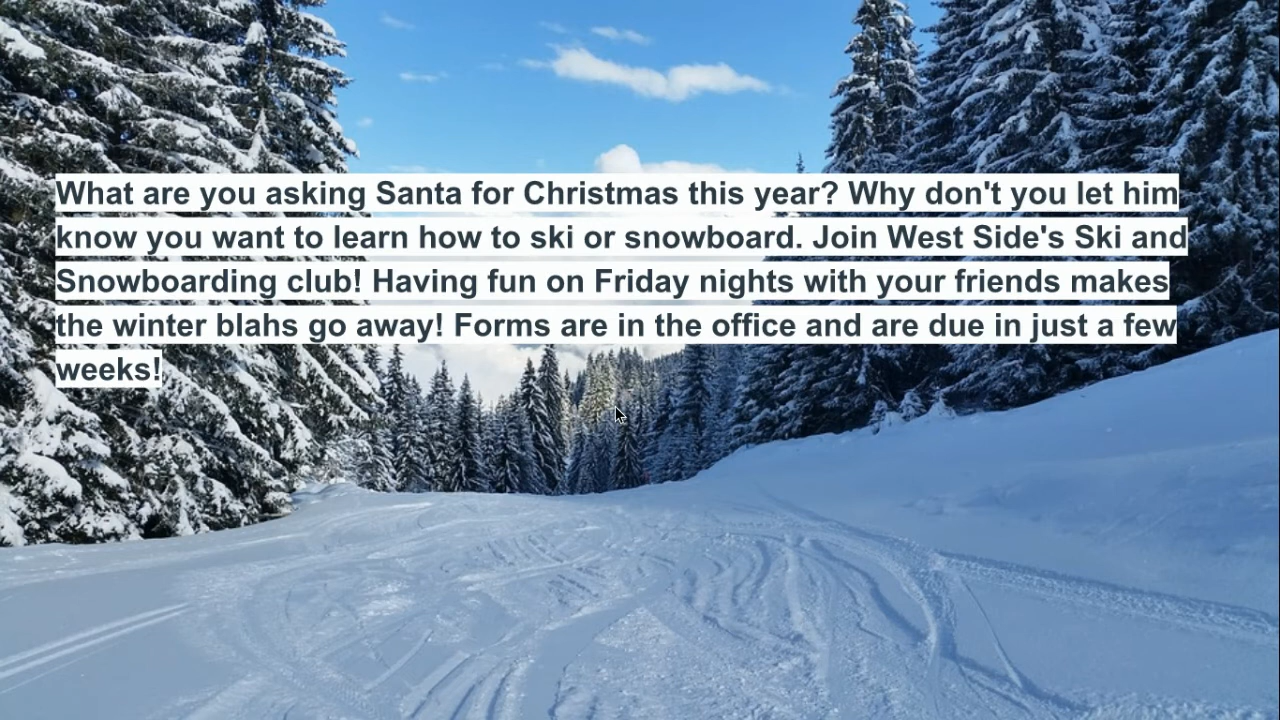 What are you asking Santa for Christmas this year? Why don't you let him
know you want to learn how to ski or snowboard. Join West Side's Ski and
Snowboarding club! Having fun on Friday nights with your friends makes
the winter blahs go away! Forms are in the office and are due in just a few
weeks!